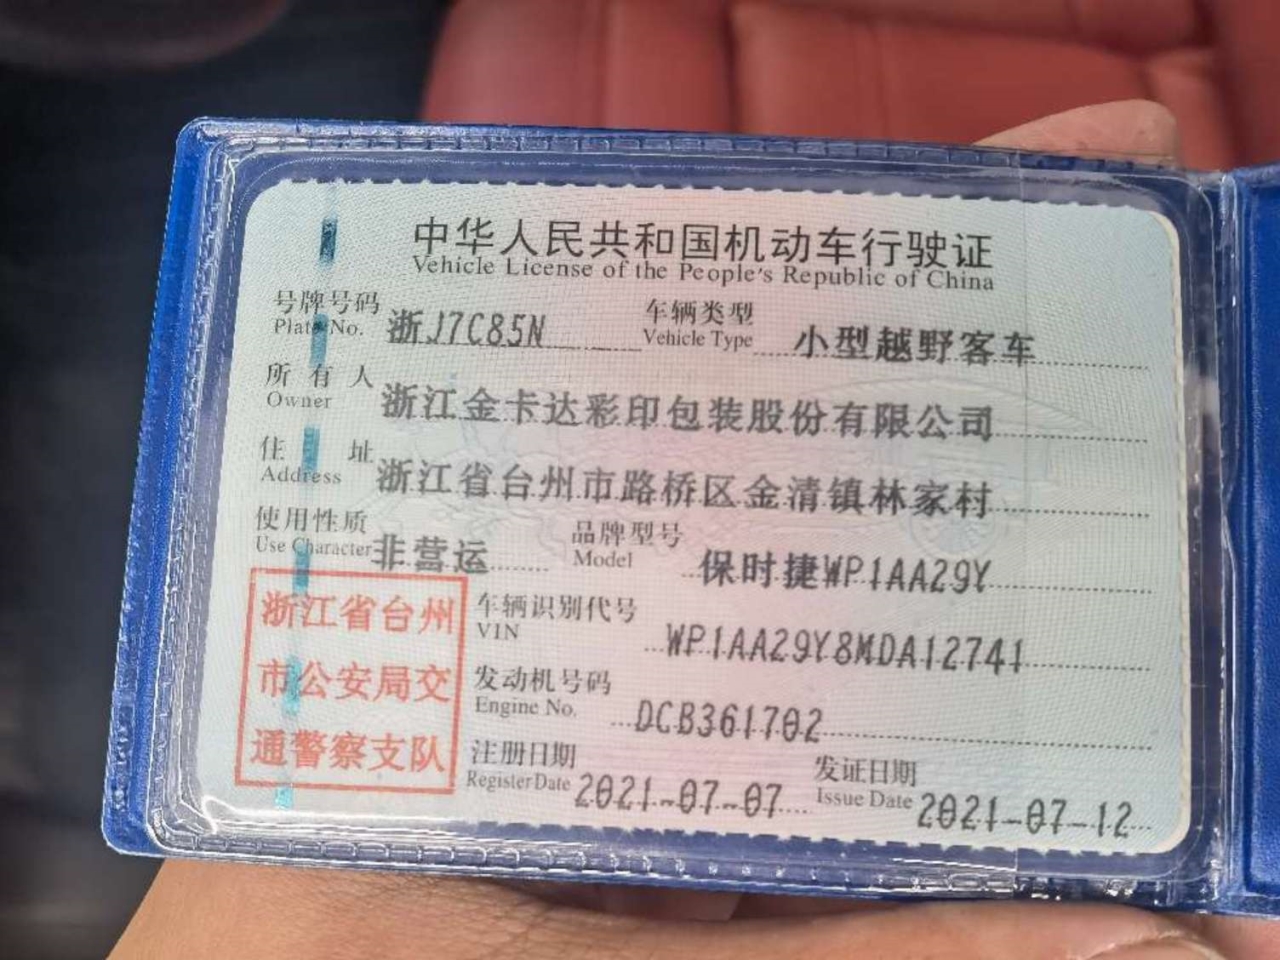 中华人民共和国机动车行驶证
Vehicle License of the People's Republic of China
号牌号码 浙J7C85N 车辆类型 小型越野客车
Plate No. Vehicle Type
所有人 浙江金卡达彩印包装股份有限公司
Owner
住址 浙江省台州市路桥区金清镇林家村
Address
使用性质 非营运 品牌型号 保时捷WP1AA29Y
Use Character Model
浙江省台州
市公安局交
通警察支队
车辆识别代号 WP1AA29Y8MDA12741
VIN
发动机号码 DCB361702
Engine No.
注册日期 2021-07-07 发证日期 2021-07-12
Register Date Issue Date